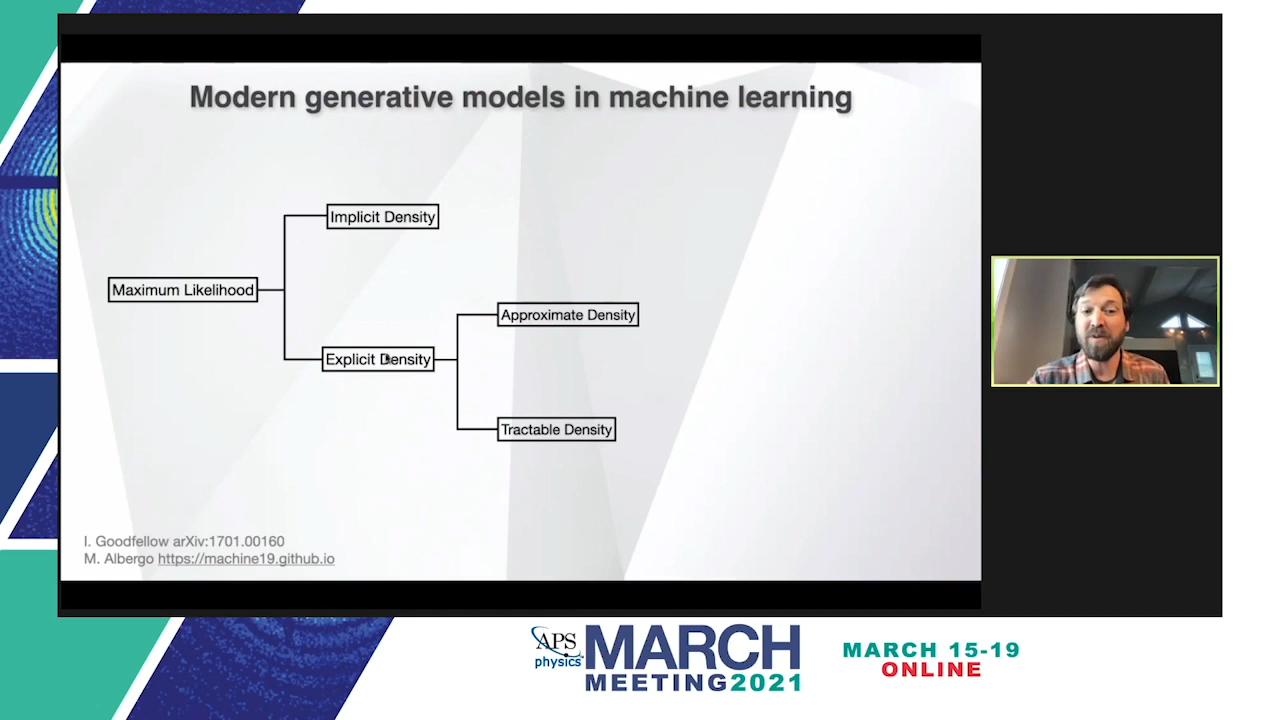 Modern generative models in machine learning
Implicit Density
Maximum Likelihood
Approximate Density
Explicit Density
Tractable Density
I. Goodfellow arXiv:1701.00160
M. Albergo https://machine19.github.io
APS
physics
MARCH
MEETING2021
MARCH 15-19
ONLINE